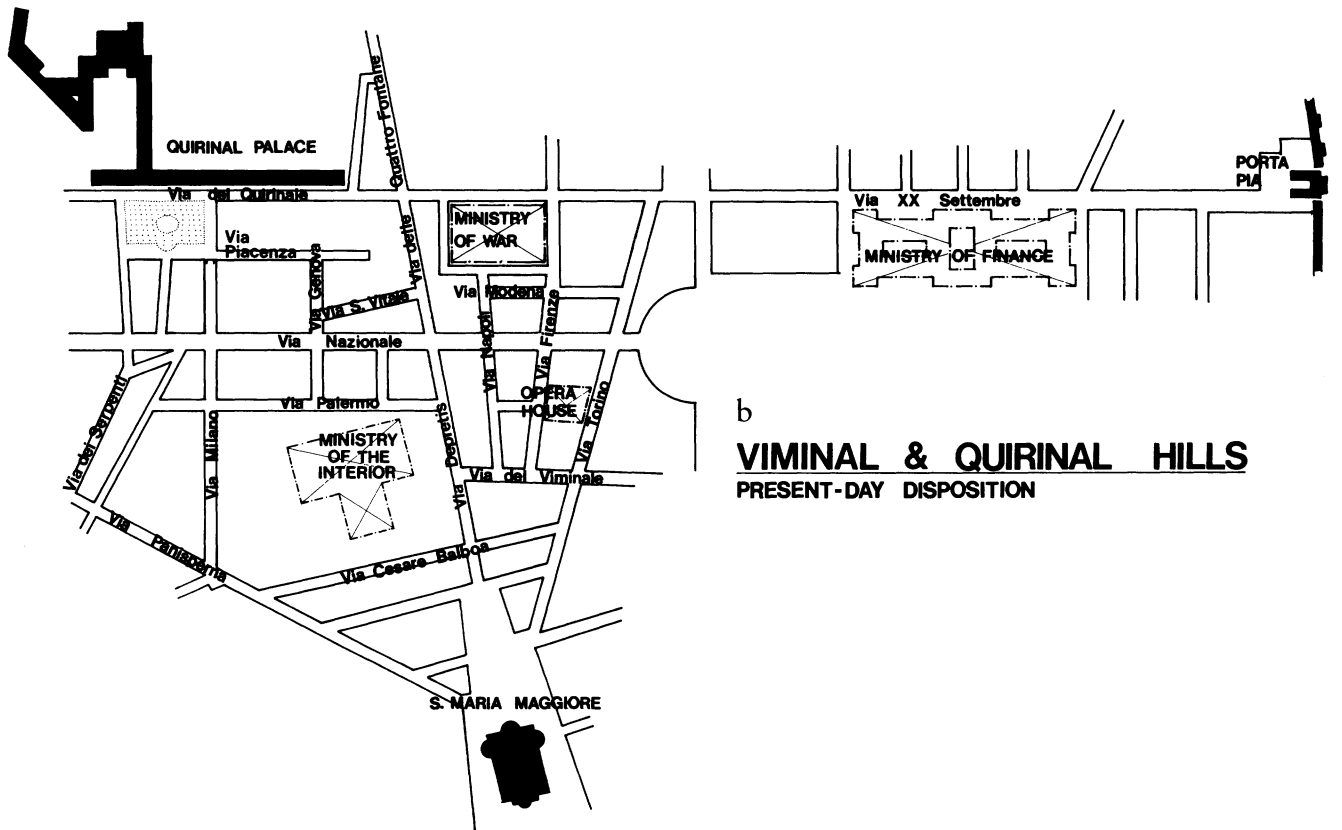 Quattro Fontane
QUIRINAL PALACE
PORTA
PIA
Via del Quirinale
Via XX Settembre
MINISTRY
OF WAR
Via delle
Via
Piacenza
Via Genova
MINISTRY OF FINANCE
Via S. Vitale
Via Modena
Via Napoli
Via Firenze
Via Nazionale
Via dei Serpenti
Via Palermo
OPERA
HOUSE
Via Torino
Via Milano
MINISTRY
OF THE
INTERIOR
Via Depretis
b
VIMINAL & QUIRINAL HILLS
PRESENT-DAY DISPOSITION
Via del Viminale
Via Panisperna
Via Cesare Balboa
S. MARIA MAGGIORE